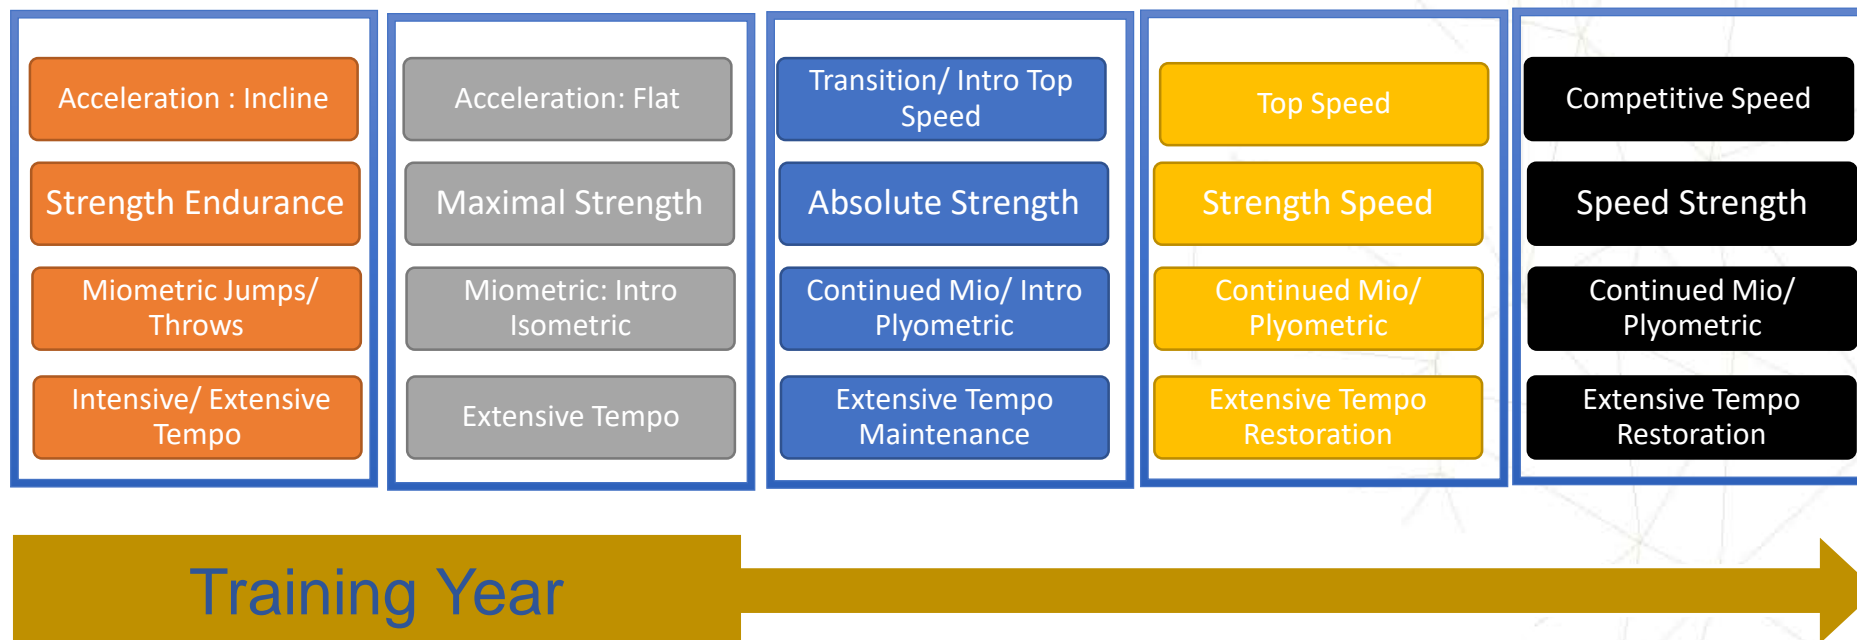 Acceleration : Incline
Strength Endurance
Miometric Jumps/
Throws
Intensive/ Extensive
Tempo
Acceleration: Flat
Maximal Strength
Miometric: Intro
Isometric
Extensive Tempo
Transition/ Intro Top
Speed
Absolute Strength
Continued Mio/ Intro
Plyometric
Extensive Tempo
Maintenance
Top Speed
Strength Speed
Continued Mio/
Plyometric
Extensive Tempo
Restoration
Competitive Speed
Speed Strength
Continued Mio/
Plyometric
Extensive Tempo
Restoration
Training Year